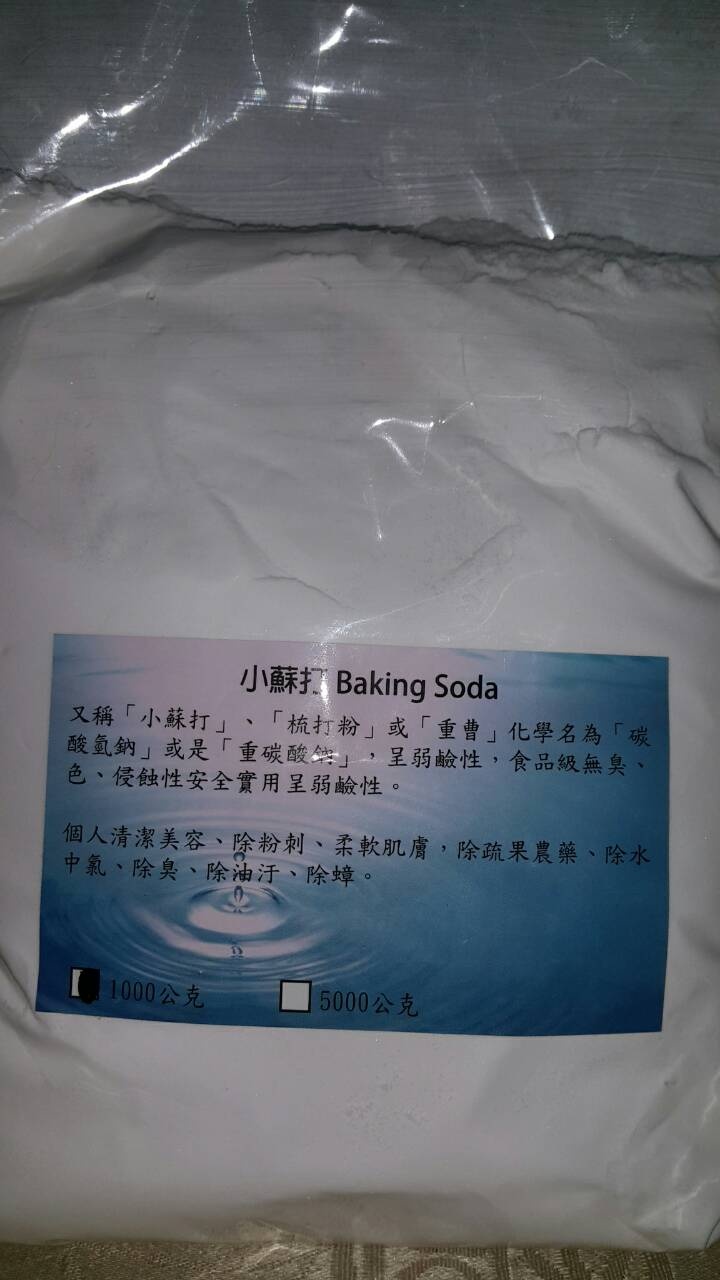 小蘇打 Baking Soda
又稱「小蘇打」、「梳打粉」或「重曹」化學名為「碳
酸氫鈉」或是「重碳酸鈉」，呈弱鹼性，食品級無臭、
色、侵蝕性安全實用呈弱鹼性。
個人清潔美容、除粉刺、柔軟肌膚，除疏果農藥、除水
中氯、除臭、除油汙、除蟑。
1000公克
5000公克